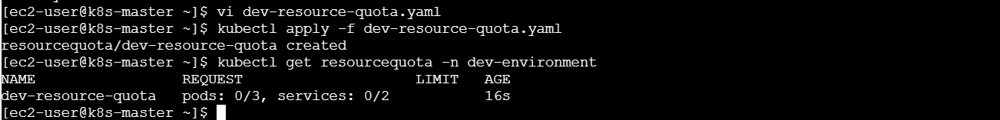 [ec2-user@k8s-master ~]$ vi dev-resource-quota.yaml
[ec2-user@k8s-master ~]$ kubectl apply -f dev-resource-quota.yaml
resourcequota/dev-resource-quota created
[ec2-user@k8s-master ~]$ kubectl get resourcequota -n dev-environment
NAME                 REQUEST                     LIMIT   AGE
dev-resource-quota   pods: 0/3, services: 0/2            16s
[ec2-user@k8s-master ~]$